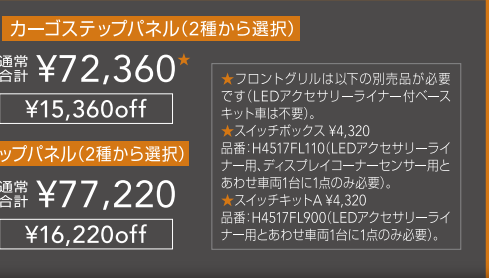 カーゴステップパネル(2種から選択)
通常
合計 ¥72,360★
¥15,360off
ップパネル(2種から選択)
通常
合計 ¥77,220
¥16,220off
★フロントグリルは以下の別売品が必要
です(LEDアクセサリーライナー付ベース
キット車は不要)。
★スイッチボックス ¥4,320
品番:H4517FL110(LEDアクセサリーライ
ナー用、ディスプレイコーナーセンサー用と
あわせ車両1台に1点のみ必要)。
★スイッチキットA ¥4,320
品番:H4517FL900(LEDアクセサリーライ
ナー用とあわせ車両1台に1点のみ必要)。